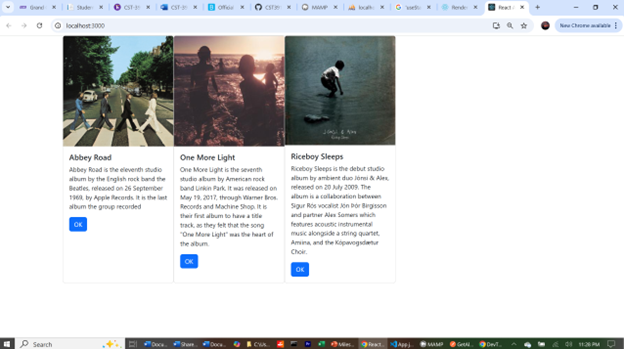 Grand
Studen
CST-31
CST-3
Official
CST39
MAMP
localho
"useSta
Render
React A
localhost:3000
New Chrome available
Abbey Road
Abbey Road is the eleventh studio
album by the English rock band the
Beatles, released on 26 September
1969, by Apple Records. It is the last
album the group recorded
OK
One More Light
One More Light is the seventh
studio album by American rock
band Linkin Park. It was released on
May 19, 2017, through Warner Bros.
Records and Machine Shop. It is
their first album to have a title
track, as they felt that the song
"One More Light" was the heart of
the album.
OK
JÓNSI & ALEX
Riceboy Sleeps
Riceboy Sleeps is the debut studio
album by ambient duo Jónsi & Alex,
released on 20 July 2009. The
album is a collaboration between
Sigur Rós vocalist Jón Þór Birgisson
and partner Alex Somers which
features acoustic instrumental
music alongside a string quartet,
Amiina, and the Kópavogsdætur
Choir.
OK
Search
Docu
Share
Docu
C:\Us
Miles
React
App.j
MAMP
GetAl
DevT
11:28 PM